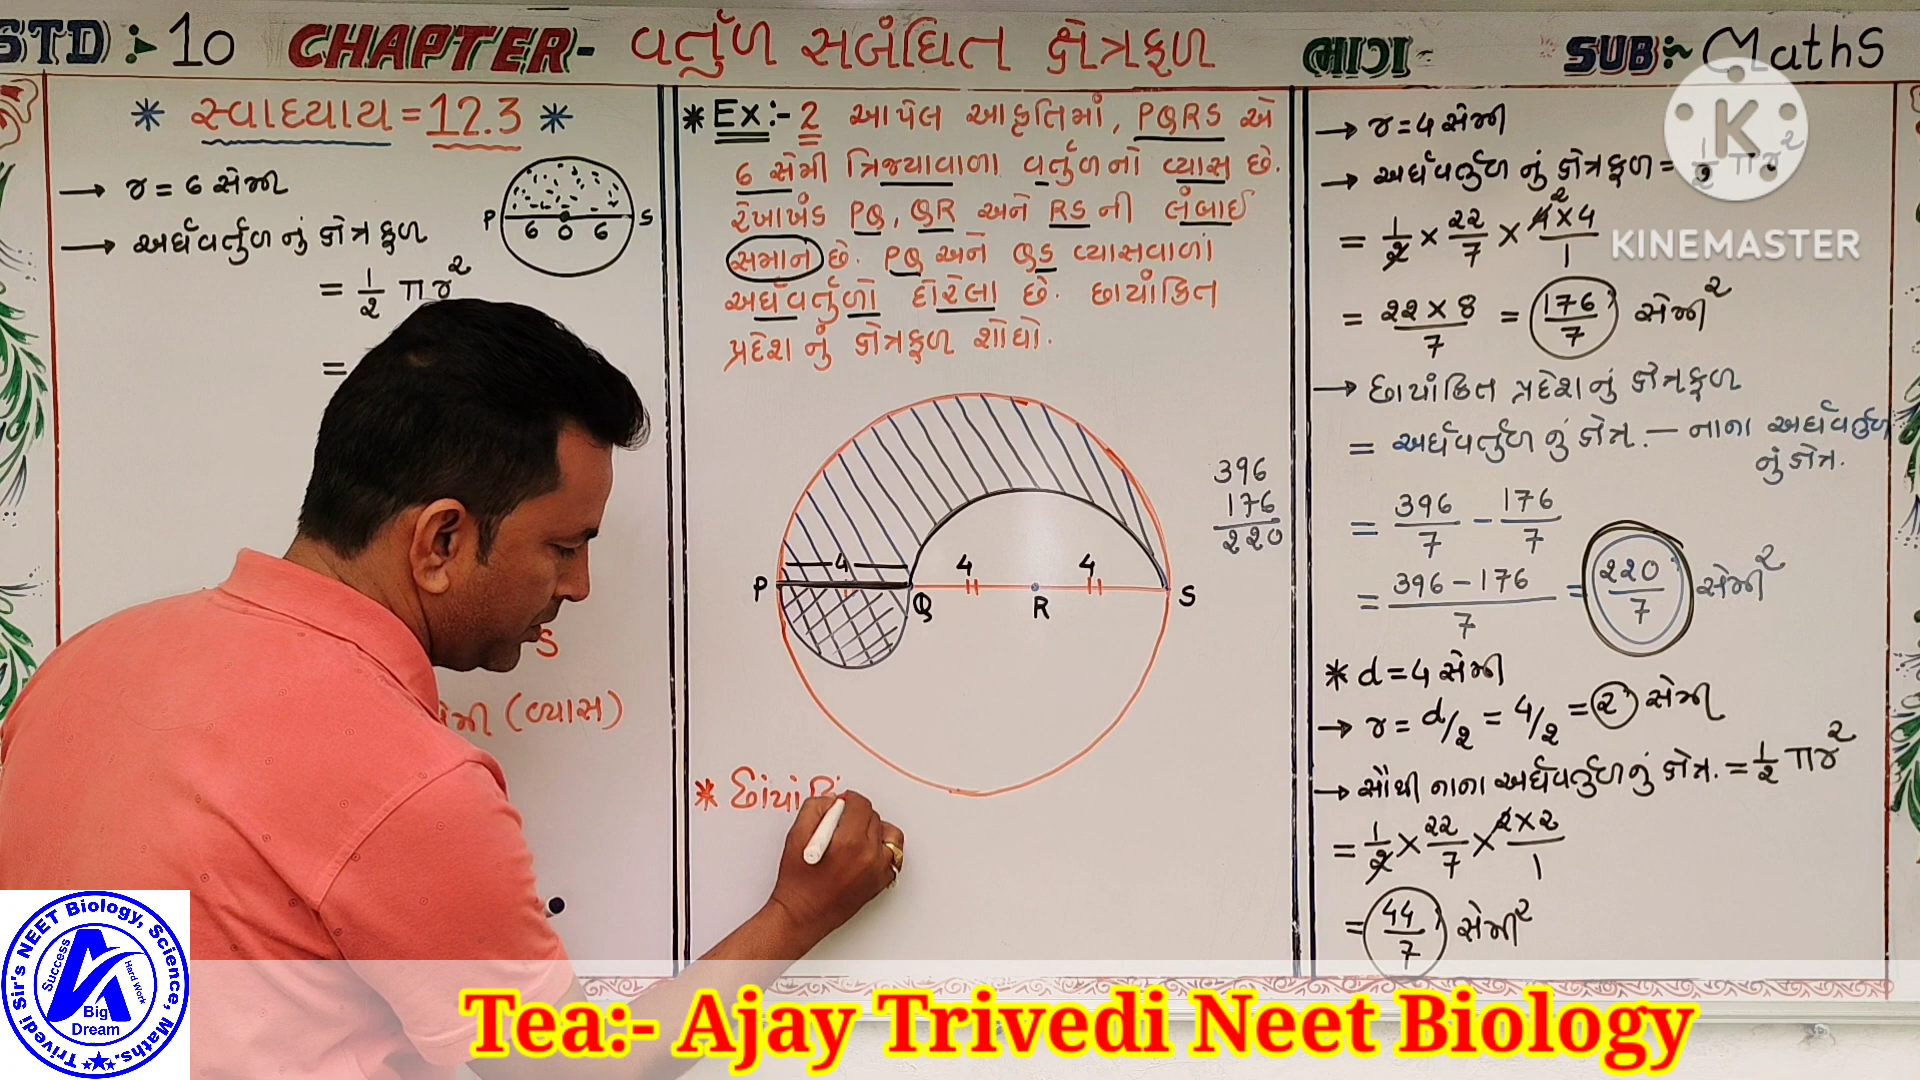 STD :- 10 CHAPTER:- વર્તુળ સબંઘીત ક્ષેત્રફળ ભાગ- SUB:- Maths
* સ્વાધ્યાય = 12.3 *
→ r = 6 સેમી
→ અર્ધવર્તુળ નું ક્ષેત્રફળ
= 1/2 πr²
=
P 6 O 6 S
S
(વ્યાસ)
* Ex:- 2 આપેલ આકૃતિમાં, PQRS એ
6 સેમી ત્રિજ્યાવાળા વર્તુળનો વ્યાસ છે.
રેખાખંડ PQ, QR અને RS ની લંબાઈ
સમાન છે. PQ અને QS વ્યાસવાળાં
અર્ધવર્તુળો દોરેલા છે. છાયાંકિત
પ્રદેશ નું ક્ષેત્રફળ શોધો.
4 4 4
P Q R S
396
176
220
* છાંયાંકિ
→ r = 4 સેમી
→ અર્ધવર્તુળ નું ક્ષેત્રફળ = 1/2 πr²
= 1/2 × 22/7 × 4×4/1
2
= 22 × 8/7 = 176/7 સેમી²
→ છાયાંકિત પ્રદેશનું ક્ષેત્રફળ
= અર્ધવર્તુળ નું ક્ષેત્ર. – નાના અર્ધવર્તુળ
નું ક્ષેત્ર.
= 396/7 - 176/7
= 396 - 176/7 = 220/7 સેમી²
* d = 4 સેમી
→ r = d/2 = 4/2 = 2 સેમી
→ સૌથી નાના અર્ધવર્તુળનું ક્ષેત્ર. = 1/2 πr²
= 1/2 × 22/7 × 2×2/1
= 44/7 સેમી²
K
KINEMASTER
Trivedi Sir's NEET Biology, Science, Maths..
Success
Hard Work
Big
Dream
Tea:- Ajay Trivedi Neet Biology